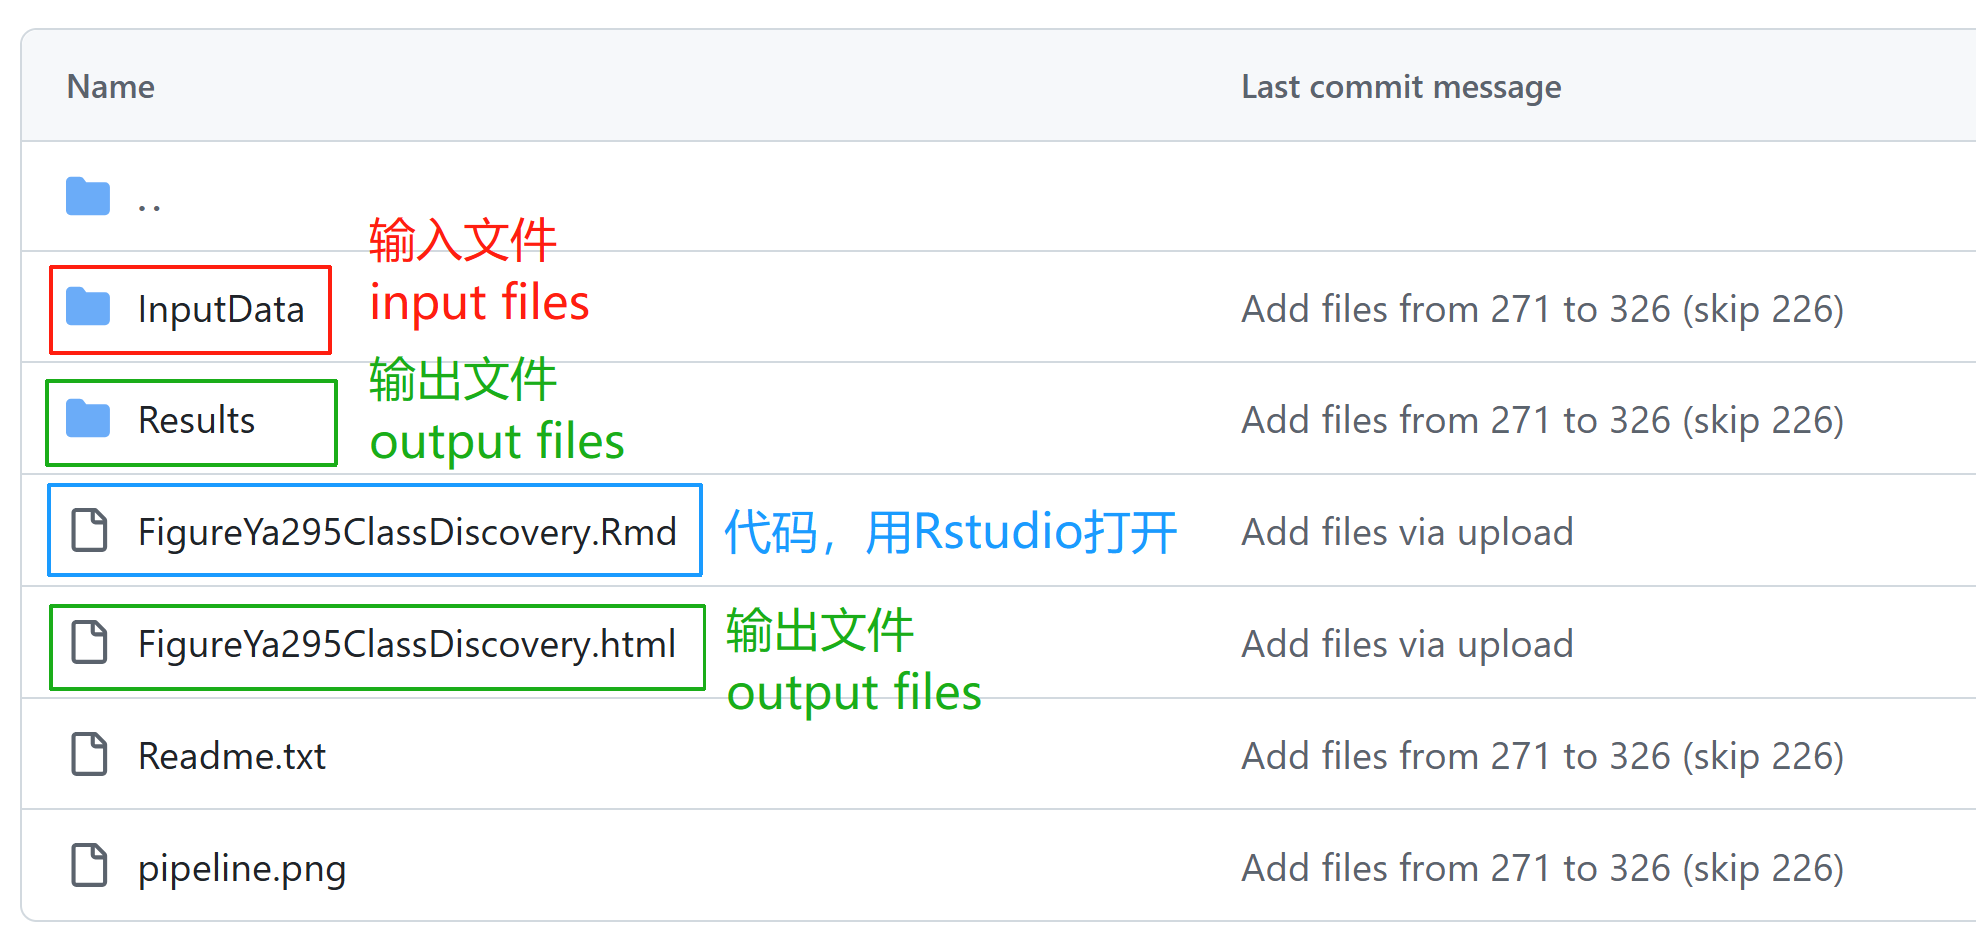 Name Last commit message
..
输入文件
InputData input files Add files from 271 to 326 (skip 226)
输出文件
Results output files Add files from 271 to 326 (skip 226)
FigureYa295ClassDiscovery.Rmd 代码，用Rstudio打开 Add files via upload
输出文件
FigureYa295ClassDiscovery.html Add files via upload
output files
Readme.txt Add files from 271 to 326 (skip 226)
pipeline.png Add files from 271 to 326 (skip 226)